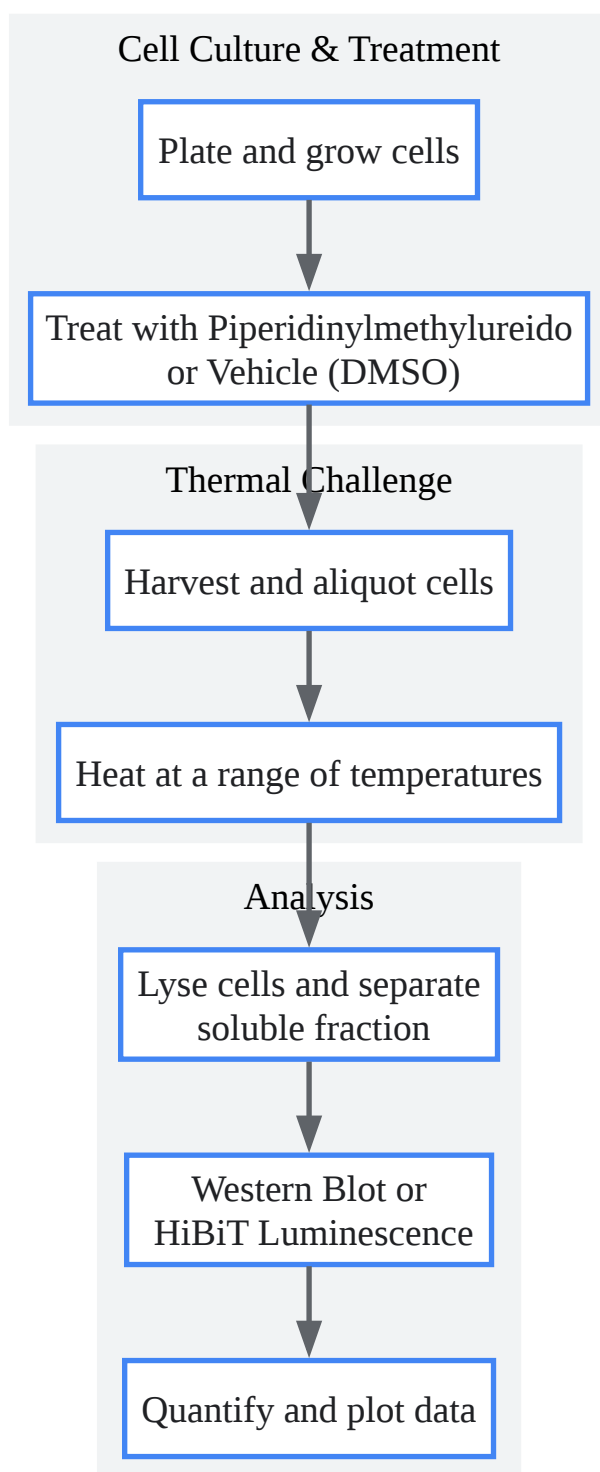 Cell Culture & Treatment
Plate and grow cells
Treat with Piperidinylmethylureido
or Vehicle (DMSO)
Thermal Challenge
Harvest and aliquot cells
Heat at a range of temperatures
Analysis
Lyse cells and separate
soluble fraction
Western Blot or
HiBiT Luminescence
Quantify and plot data